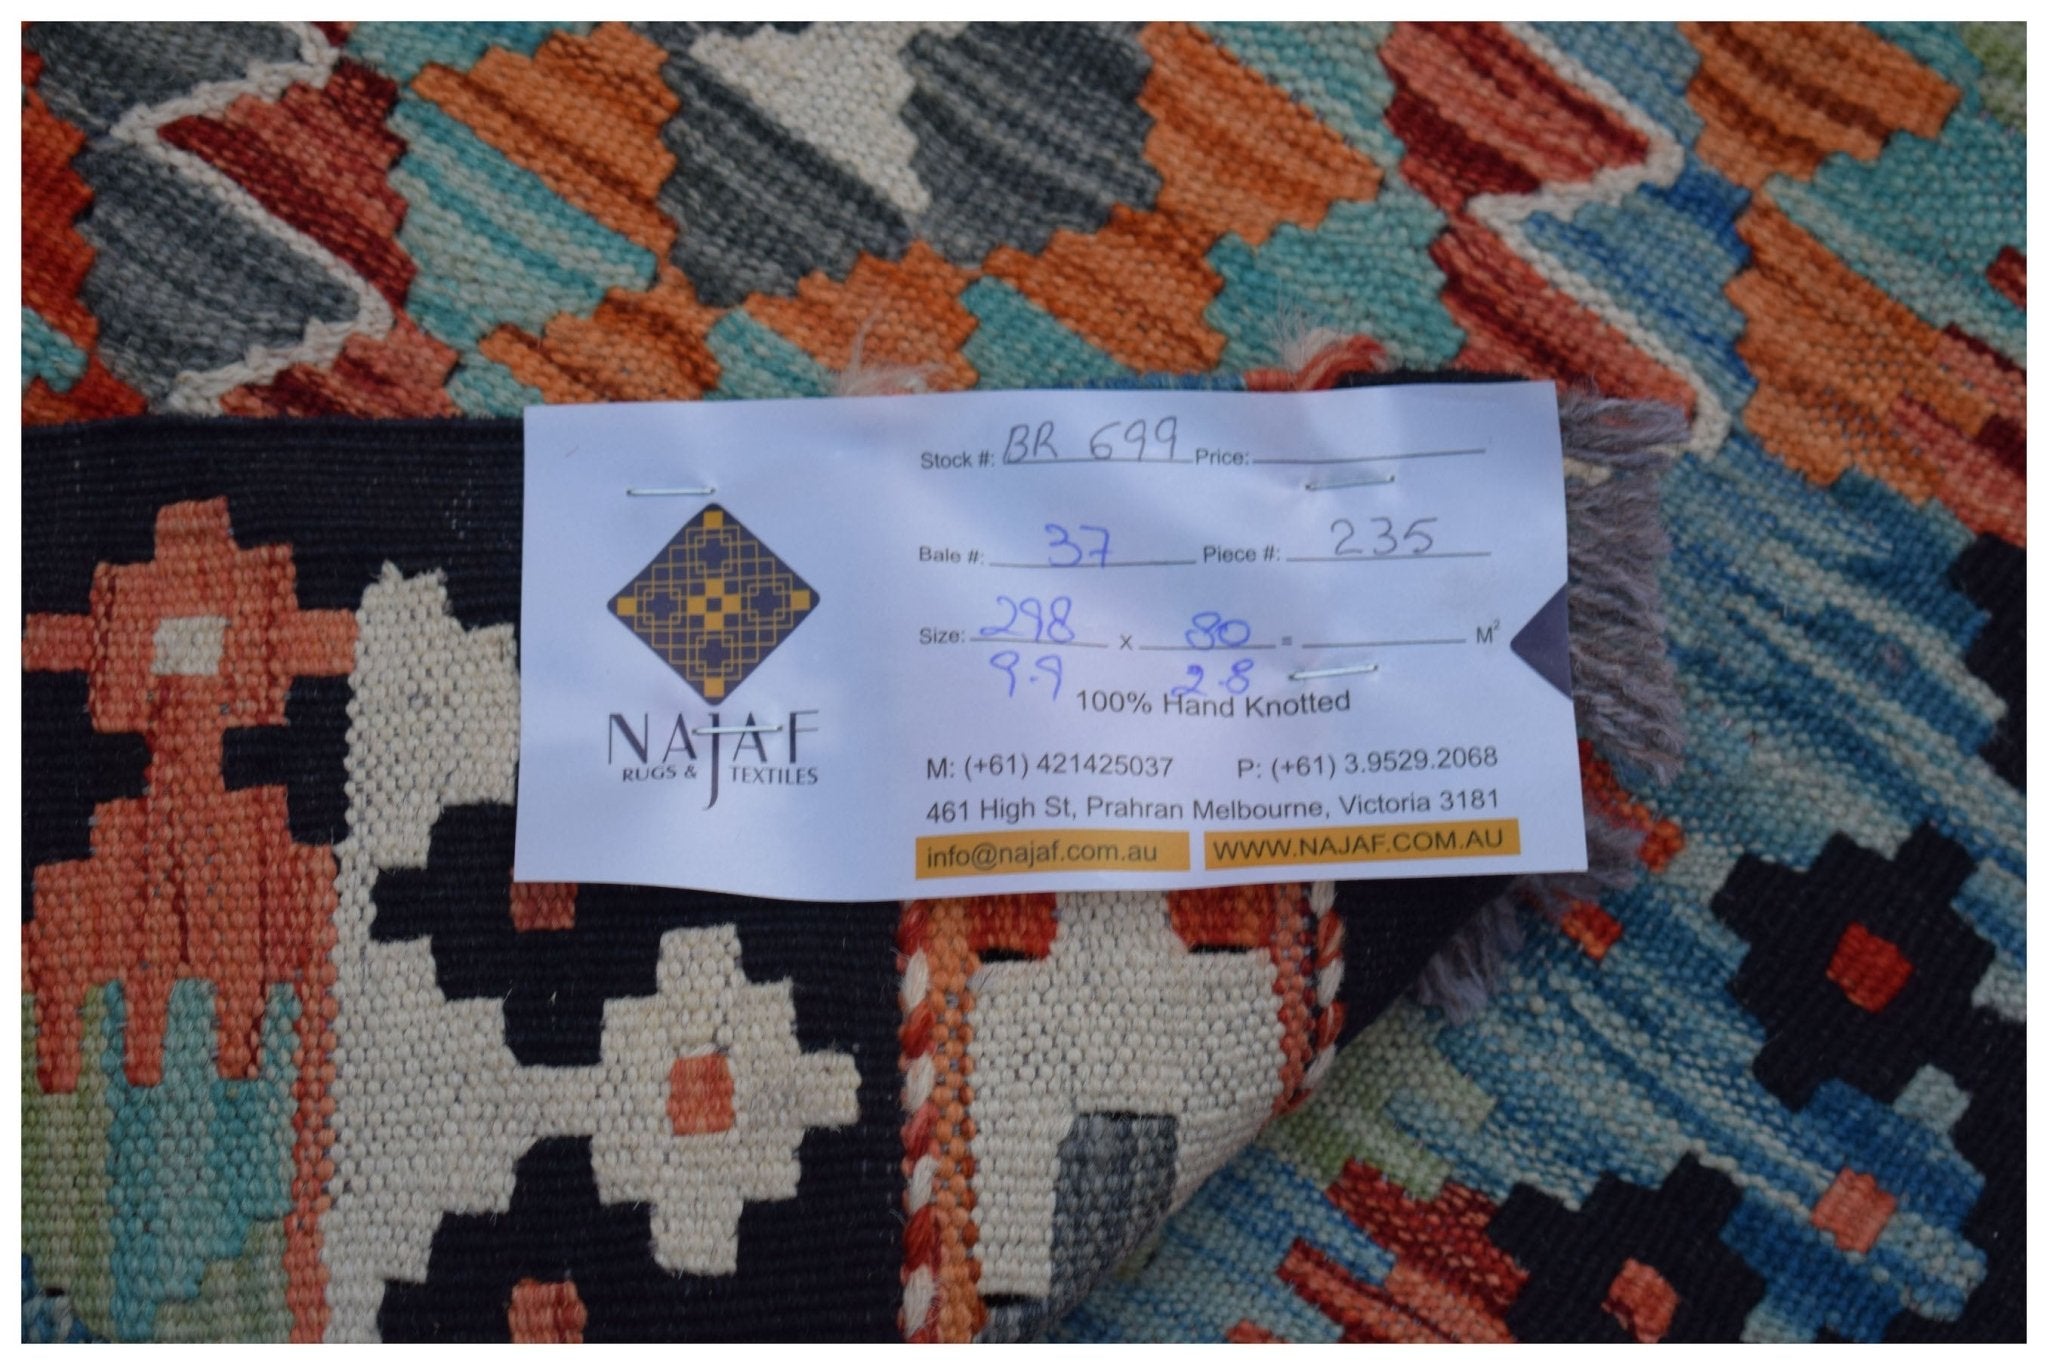 Stock #: BR 699 Price:
Bale #: 37 Piece #: 235
Size: 298 x 80 = M²
9.9 2.8
100% Hand Knotted
NAJAF
RUGS & TEXTILES
M: (+61) 421425037 P: (+61) 3.9529.2068
461 High St, Prahran Melbourne, Victoria 3181
info@najaf.com.au WWW.NAJAF.COM.AU